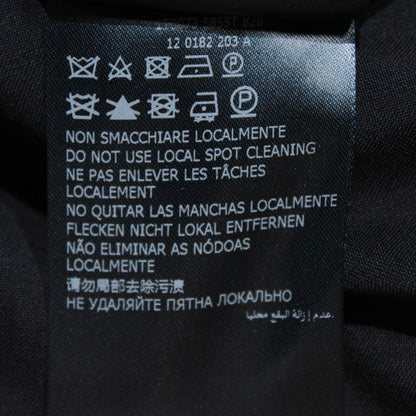 12 0182 203 A
P
P
NON SMACCHIARE LOCALMENTE
DO NOT USE LOCAL SPOT CLEANING
NE PAS ENLEVER LES TÂCHES
LOCALEMENT
NO QUITAR LAS MANCHAS LOCALMENTE
FLECKEN NICHT LOKAL ENTFERNEN
NÃO ELIMINAR AS NÓDOAS
LOCALMENTE
请勿局部去除污渍
НЕ УДАЛЯЙТЕ ПЯТНА ЛОКАЛЬНО
عدم إزالة البقع محليا.